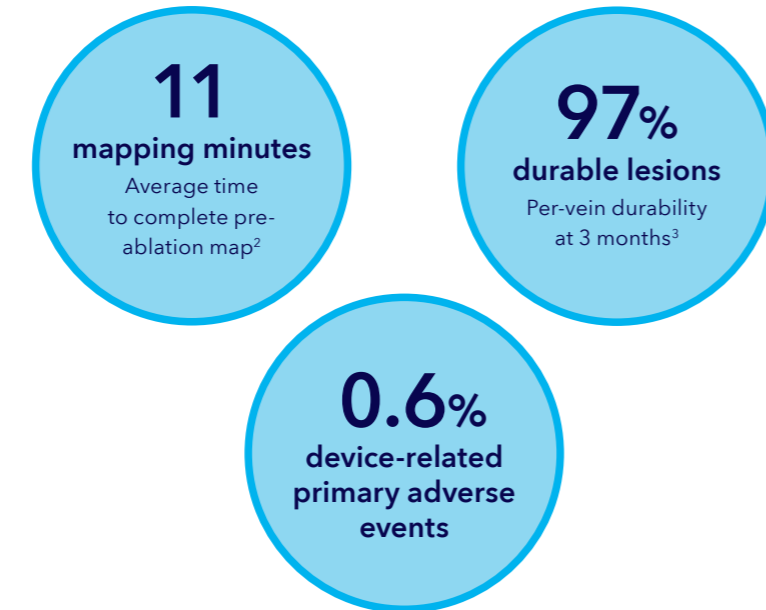 11
mapping minutes
Average time
to complete pre-
ablation map²
97%
durable lesions
Per-vein durability
at 3 months³
0.6%
device-related
primary adverse
events